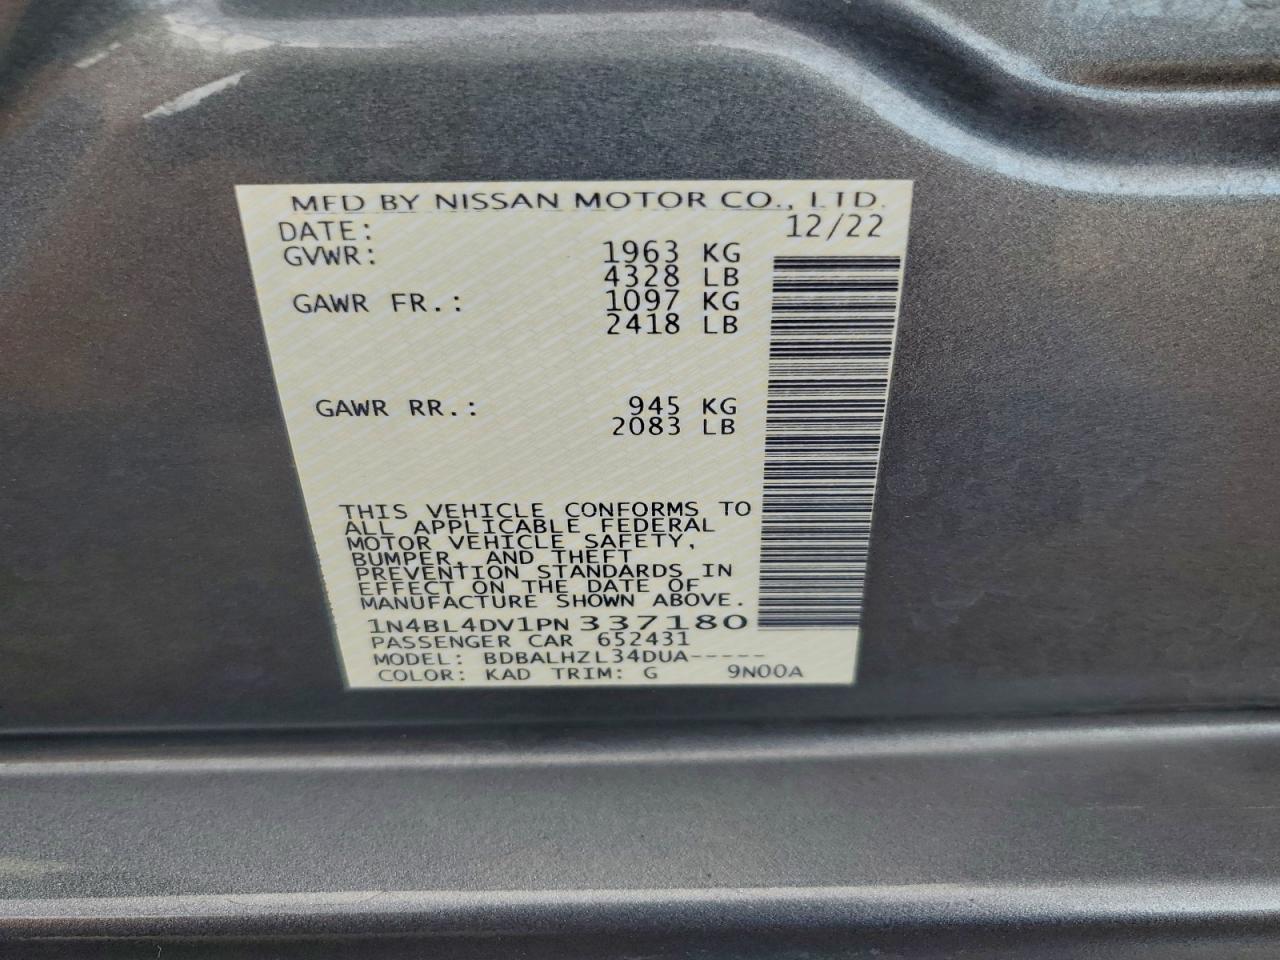 MFD BY NISSAN MOTOR CO., LTD.
DATE: 12/22
GVWR: 1963 KG
4328 LB
GAWR FR.: 1097 KG
2418 LB
GAWR RR.: 945 KG
2083 LB
THIS VEHICLE CONFORMS TO
ALL APPLICABLE FEDERAL
MOTOR VEHICLE SAFETY,
BUMPER, AND THEFT
PREVENTION STANDARDS IN
EFFECT ON THE DATE OF
MANUFACTURE SHOWN ABOVE.
1N4BL4DV1PN337180
PASSENGER CAR 652431
MODEL: BDBALHZL34DUA-----
COLOR: KAD TRIM: G 9N00A